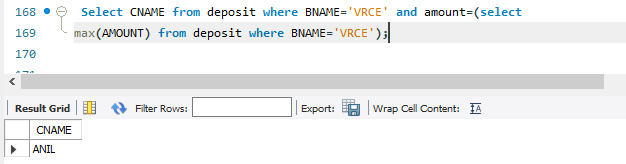 168 Select CNAME from deposit where BNAME='VRCE' and amount=(select
169 max(AMOUNT) from deposit where BNAME='VRCE');
170
Result Grid Filter Rows: Export: Wrap Cell Content: IA
CNAME
ANIL